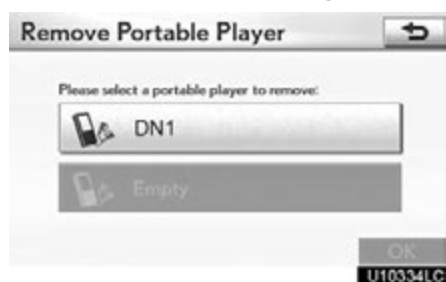 Remove Portable Player
Please select a portable player to remove:
DN1
Empty
OK
U10334LC